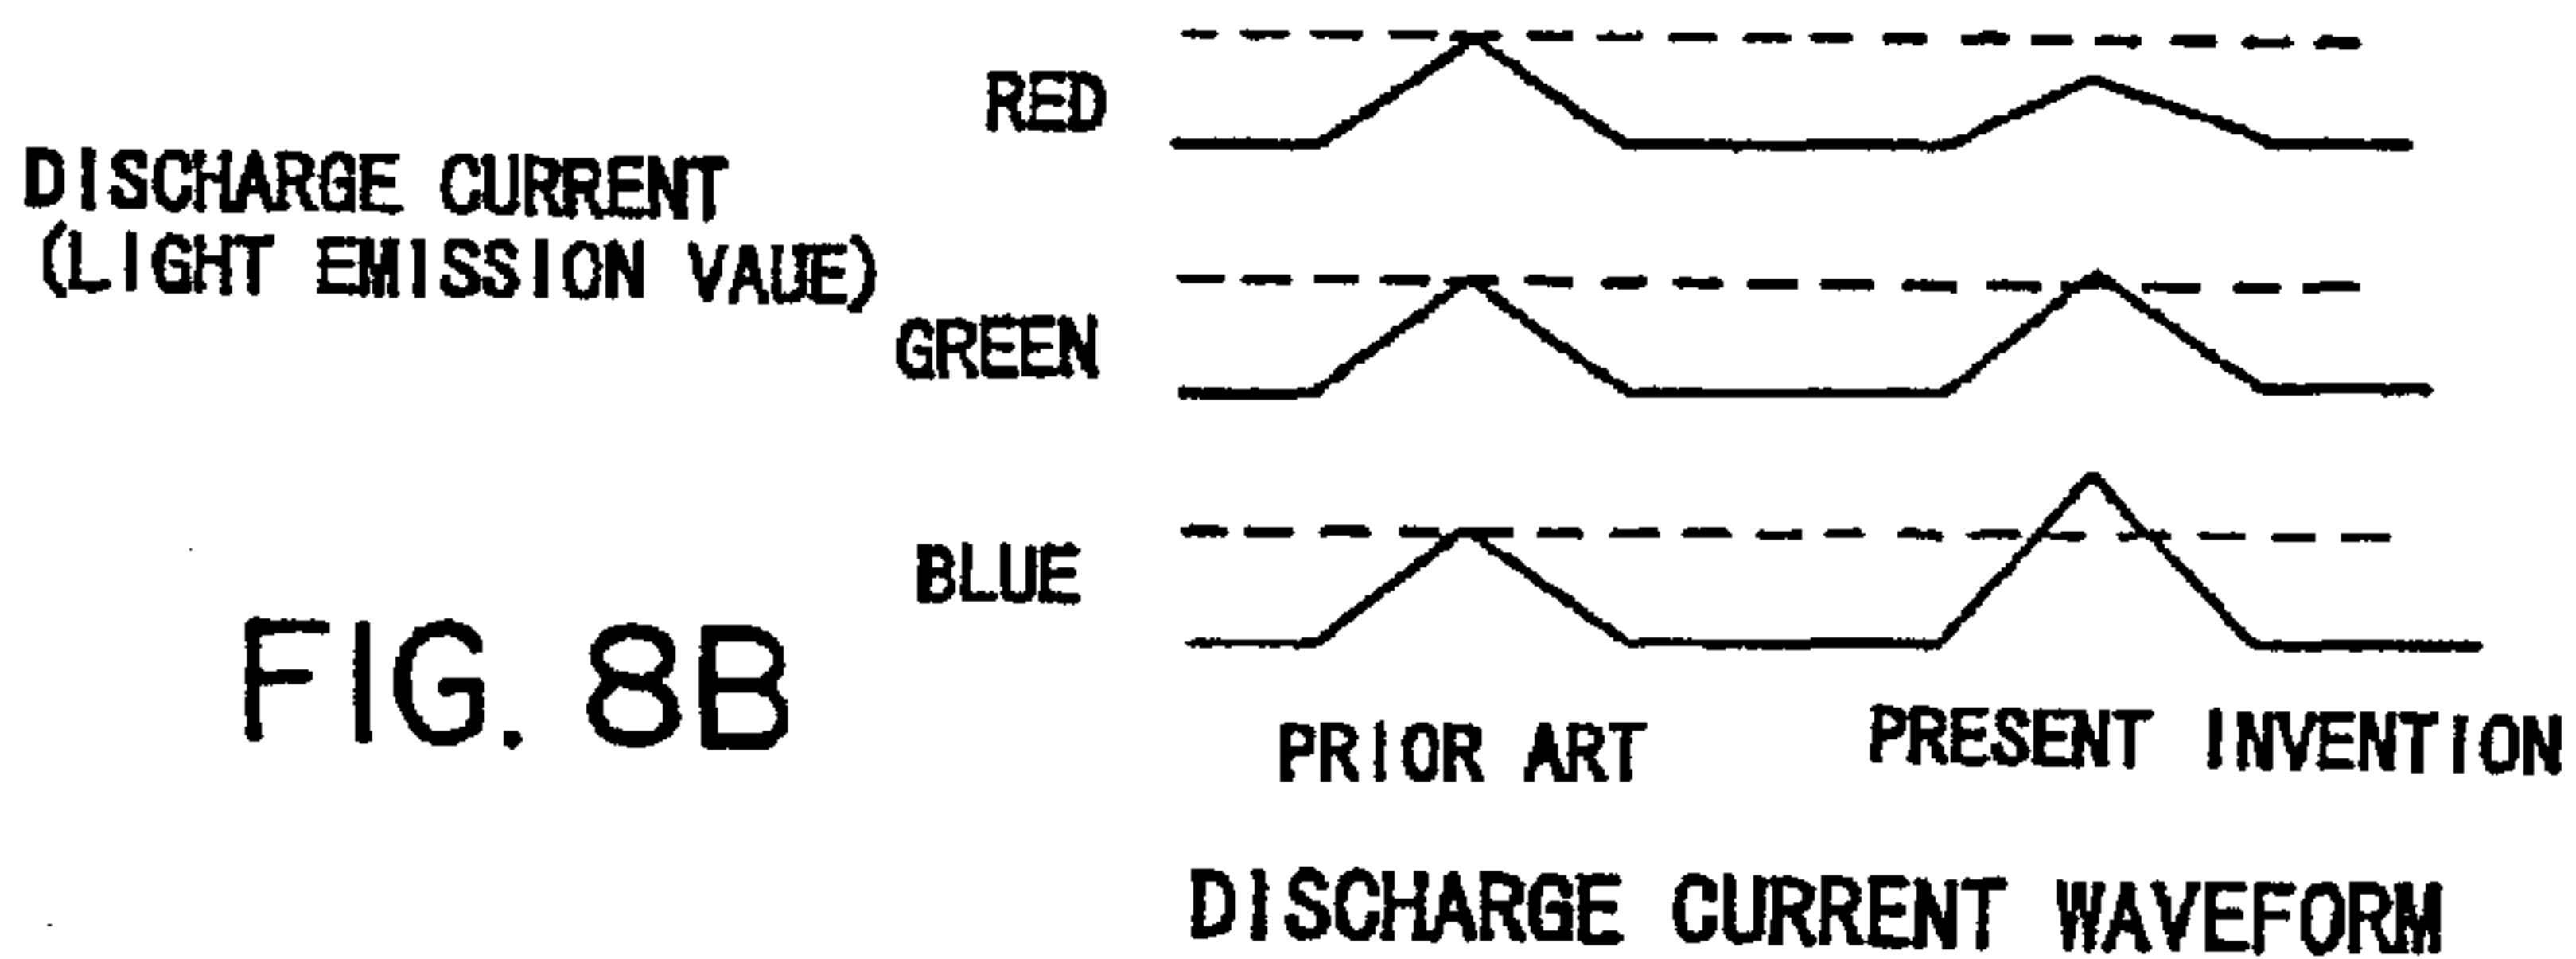 RED
DISCHARGE CURRENT
(LIGHT EMISSION VAUE)
GREEN
BLUE
FIG. 8B
PRIOR ART
PRESENT INVENTION
DISCHARGE CURRENT WAVEFORM